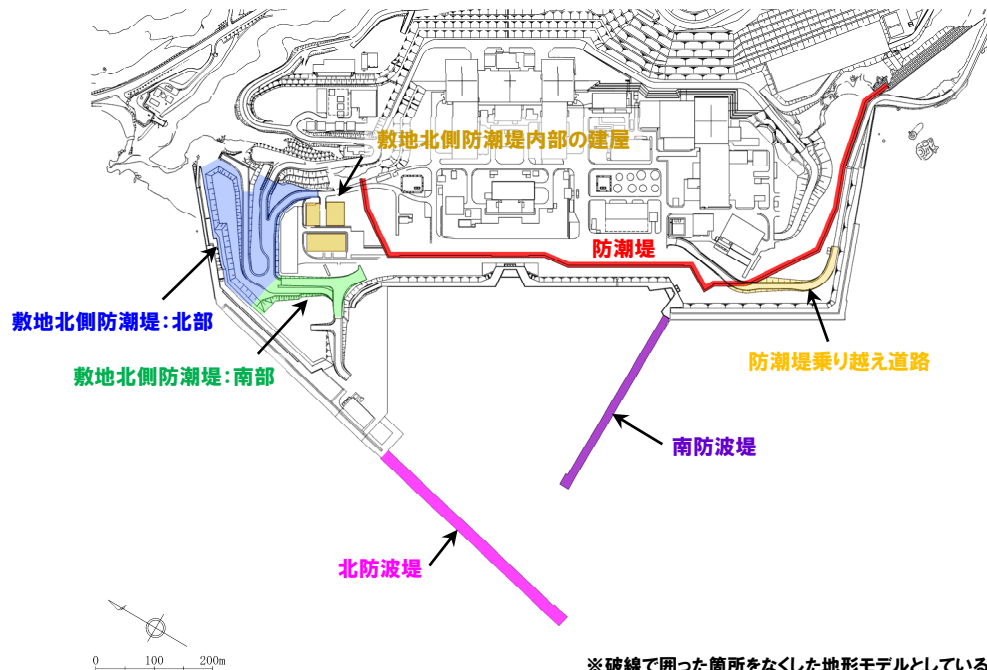 敷地北側防潮堤内部の建屋
防潮堤
敷地北側防潮堤:北部
敷地北側防潮堤:南部
防潮堤乗り越え道路
南防波堤
北防波堤
0 100 200m
※破線で囲った箇所をなくした地形モデルとしている